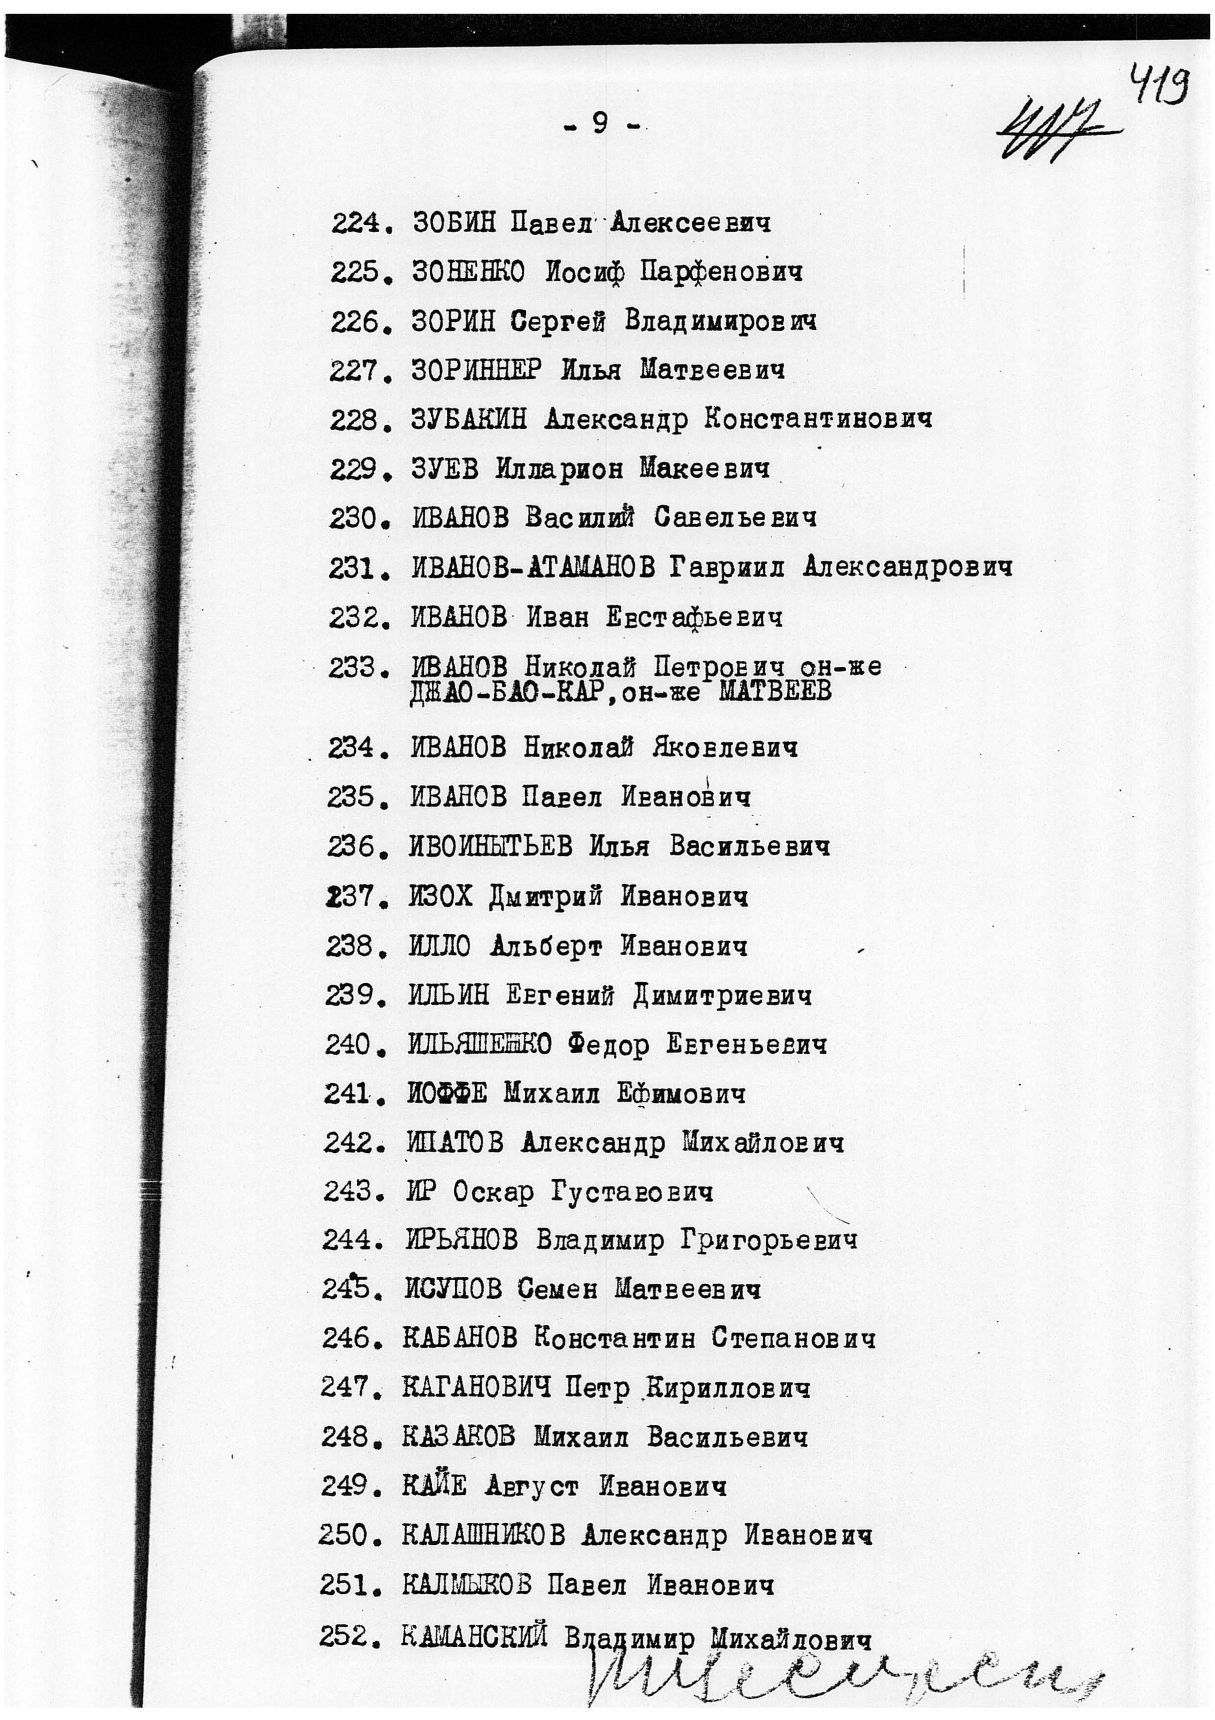 419
417
- 9 -
224. ЗОБИН Павел Алексеевич
225. ЗОНЕНКО Иосиф Парфенович
226. ЗОРИН Сергей Владимирович
227. ЗОРИННЕР Илья Матвеевич
228. ЗУБАКИН Александр Константинович
229. ЗУЕВ Илларион Макеевич
230. ИВАНОВ Василий Савельевич
231. ИВАНОВ-АТАМАНОВ Гавриил Александрович
232. ИВАНОВ Иван Евстафьевич
233. ИВАНОВ Николай Петрович он-же
ДЖАО-БАО-КАР, он-же МАТВЕЕВ
234. ИВАНОВ Николай Яковлевич
235. ИВАНОВ Павел Иванович
236. ИВОИНЫТЬЕВ Илья Васильевич
237. ИЗОХ Дмитрий Иванович
238. ИЛЛО Альберт Иванович
239. ИЛЬИН Евгений Димитриевич
240. ИЛЬЯШЕНКО Федор Евгеньевич
241. ИОФФЕ Михаил Ефимович
242. ИПАТОВ Александр Михайлович
243. ИР Оскар Густавович
244. ИРЬЯНОВ Владимир Григорьевич
245. ИСУПОВ Семен Матвеевич
246. КАБАНОВ Константин Степанович
247. КАГАНОВИЧ Петр Кириллович
248. КАЗАКОВ Михаил Васильевич
249. КАЙЕ Август Иванович
250. КАЛАШНИКОВ Александр Иванович
251. КАЛМЫКОВ Павел Иванович
252. КАМАНСКИЙ Владимир Михайлович